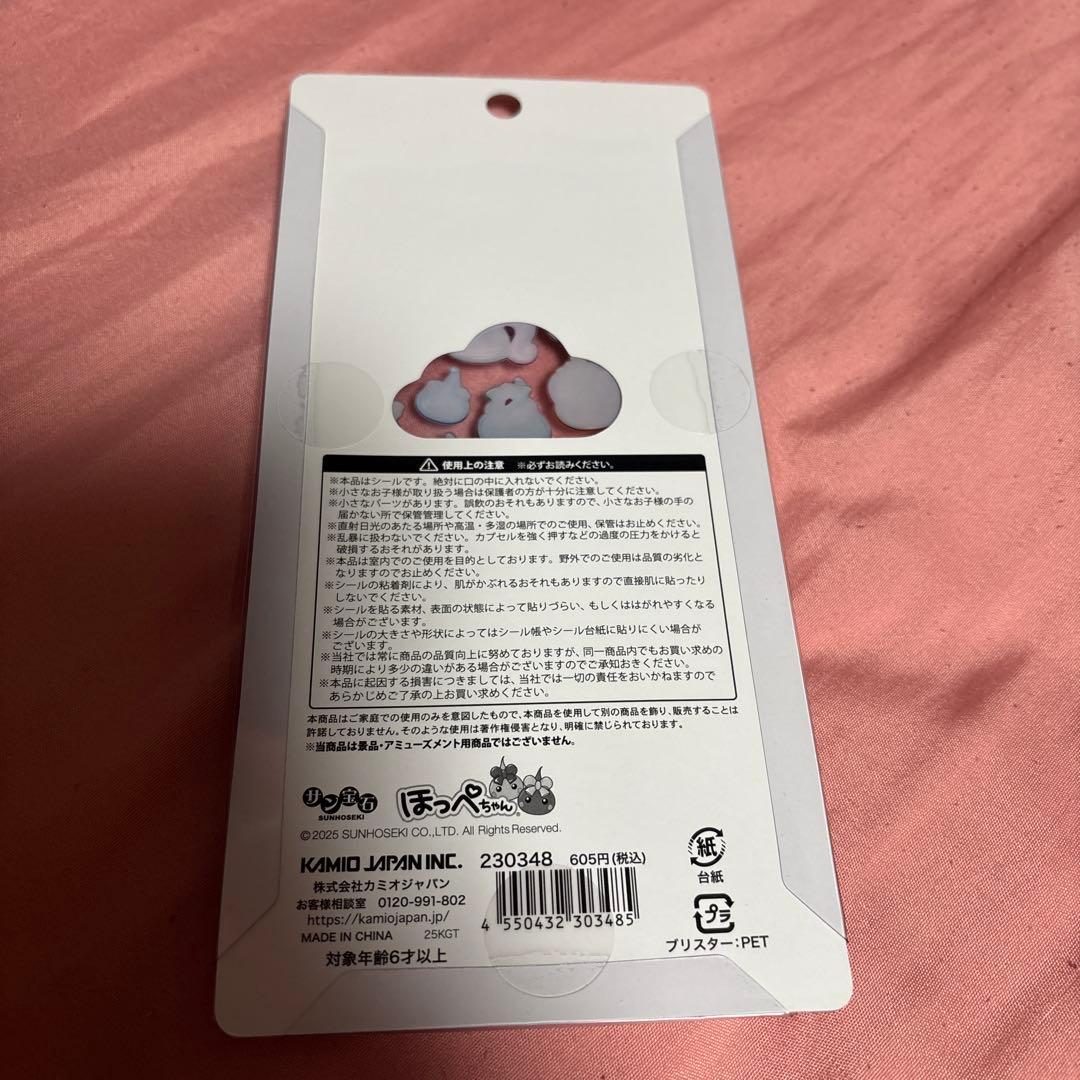 ⚠ 使用上の注意 ※必ずお読みください。
※本品はシールです。絶対に口の中に入れないでください。
※小さなお子様が取り扱う場合は保護者の方が十分に注意してください。
※小さなパーツがあります。誤飲のおそれもありますので、小さなお子様の手の
届かない所で保管管理してください。
※直射日光のあたる場所や高温・多湿の場所でのご使用、保管はお止めください。
※乱暴に扱わないでください。カプセルを強く押すなどの過度の圧力をかけると
破損するおそれがあります。
※本品は室内でのご使用を目的としております。野外でのご使用は品質の劣化と
なりますのでお止めください。
※シールの粘着剤により、肌がかぶれるおそれもありますので直接肌に貼ったり
しないでください。
※シールを貼る素材、表面の状態によって貼りづらい、もしくははがれやすくなる
場合がございます。
※シールの大きさや形状によってはシール帳やシール台紙に貼りにくい場合が
ございます。
※当社では常に商品の品質向上に努めておりますが、同一商品内でもお買い求めの
時期により多少の違いがある場合がございますのでご承知おきください。
※本品に起因する損害につきましては、当社では一切の責任をおいかねますので
あらかじめご了承の上お買い求めください。
本商品はご家庭での使用のみを意図したもので、本商品を使用して別の商品を飾り、販売することは
許諾しておりません。そのような使用は著作権侵害となり、明確に禁じられております。
※当商品は景品・アミューズメント用商品ではございません。
サン宝石
SUNHOSEKI
ほっぺちゃん®
©2025 SUNHOSEKI CO.,LTD. All Rights Reserved.
KAMIO JAPAN INC. 230348 605円(税込)
株式会社カミオジャパン
お客様相談室 0120-991-802
https://kamiojapan.jp/
MADE IN CHINA 25KGT
対象年齢6才以上
4 550432 303485
紙
台紙
プラ
ブリスター:PET